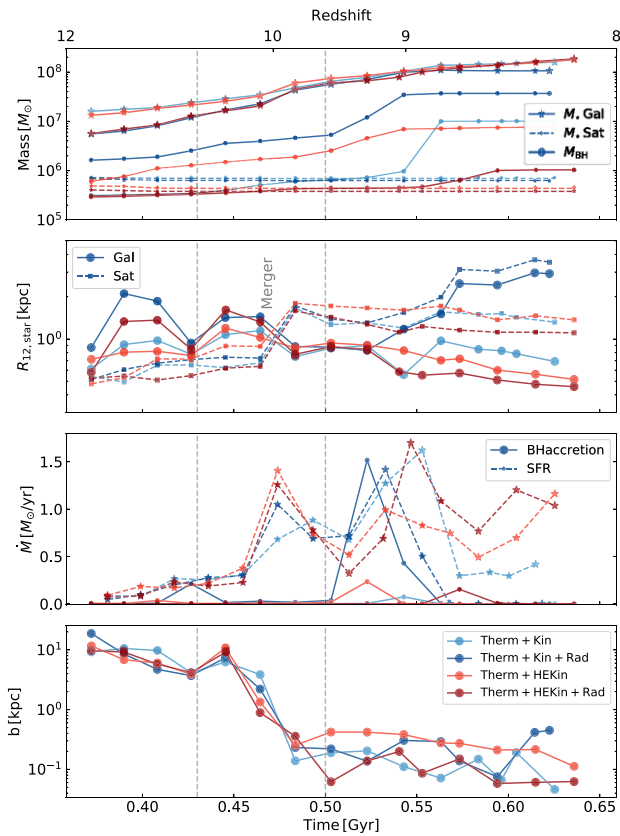 Redshift
12 10 9 8
10⁸
10⁷
10⁶
10⁵
Mass [M⊙]
M⋆ Gal
M⋆ Sat
M_BH
Gal
Sat
Merger
10⁰
R₁₂,star [kpc]
BHaccretion
SFR
1.5
1.0
0.5
0.0
Ṁ [M⊙/yr]
Therm + Kin
Therm + Kin + Rad
Therm + HEKin
Therm + HEKin + Rad
10¹
10⁰
10⁻¹
b [kpc]
0.40 0.45 0.50 0.55 0.60 0.65
Time [Gyr]